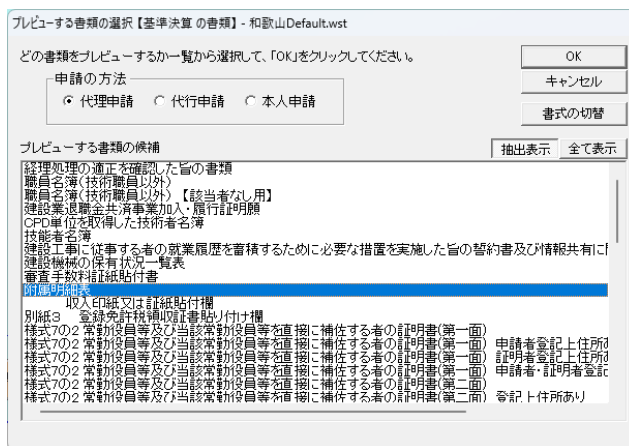 プレビューする書類の選択【基準決算 の書類】 - 和歌山Default.wst
どの書類をプレビューするか一覧から選択して、「OK」をクリックしてください。
OK
申請の方法
キャンセル
代理申請 代行申請 本人申請
書式の切替
プレビューする書類の候補
抽出表示 全て表示
経理処理の適正を確認した旨の書類
職員名簿(技術職員以外)
職員名簿(技術職員以外) 【該当者なし用】
建設業退職金共済事業加入・履行証明願
CPD単位を取得した技術者名簿
技能者名簿
建設工事に従事する者の就業履歴を蓄積するために必要な措置を実施した旨の誓約書及び情報共有に
建設機械の保有状況一覧表
審査手数料証紙貼付書
附属明細表
収入印紙又は証紙貼付欄
別紙3 登録免許税領収証書貼り付け欄
様式7の2 常勤役員等及び当該常勤役員等を直接に補佐する者の証明書(第一面)
様式7の2 常勤役員等及び当該常勤役員等を直接に補佐する者の証明書(第一面) 申請者登記上住所
様式7の2 常勤役員等及び当該常勤役員等を直接に補佐する者の証明書(第一面) 証明者登記上住所
様式7の2 常勤役員等及び当該常勤役員等を直接に補佐する者の証明書(第一面) 申請者・証明者登記
様式7の2 常勤役員等及び当該常勤役員等を直接に補佐する者の証明書(第二面)
様式7の2 常勤役員等及び当該常勤役員等を直接に補佐する者の証明書(第二面) 登記上住所あり